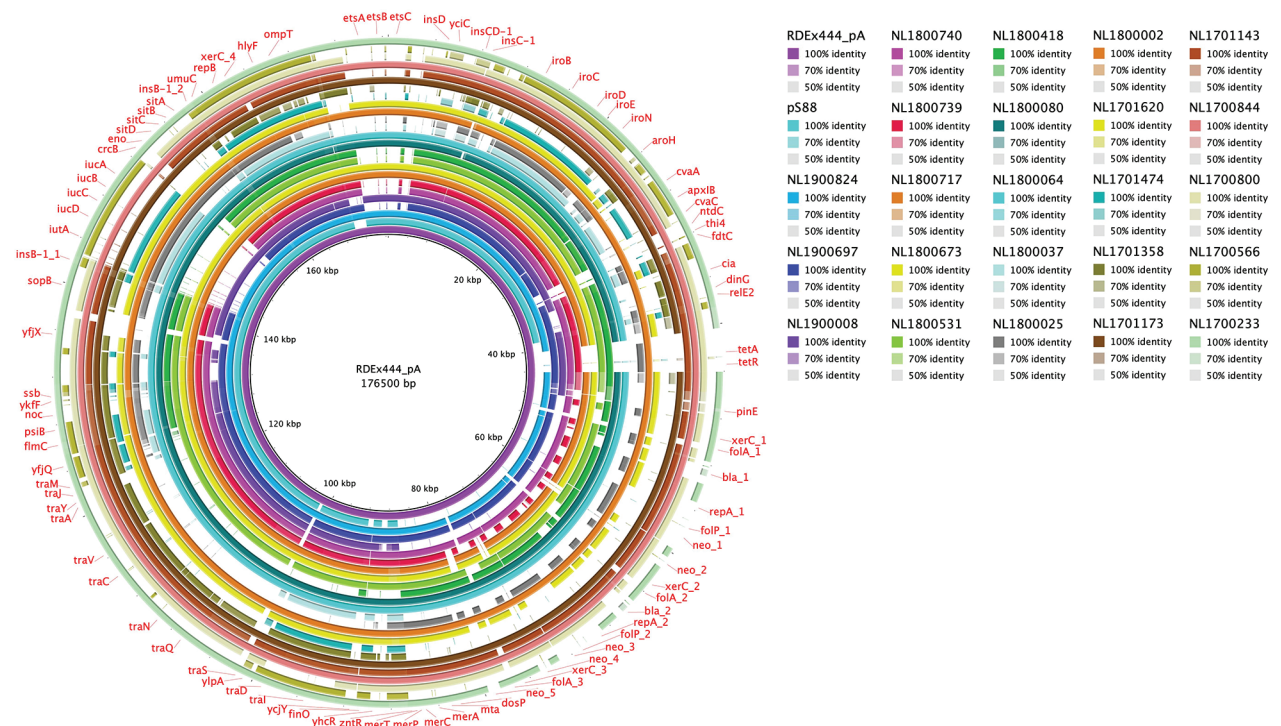 etsA
etsB
etsC
insD
yciC
insCD-1
insC-1
iroB
iroC
iroD
iroE
iroN
aroH
cvaA
apxIB
cvaC
ntdC
thi4
fdtC
cia
dinG
relE2
tetA
tetR
pinE
xerC_1
folA_1
bla_1
repA_1
folP_1
neo_1
neo_2
xerC_2
folA_2
bla_2
repA_2
folP_2
neo_3
neo_4
xerC_3
folA_3
neo_5
dosP
mta
merA
merC
merP
merT
zntR
yhcR
finO
ycjY
traI
traD
ylpA
traS
traQ
traN
traC
traV
traA
traY
traJ
traM
yfjQ
flmC
psiB
noc
ykfF
ssb
yfjX
sopB
insB-1_1
iutA
iucD
iucC
iucB
iucA
crcB
eno
sitD
sitC
sitB
sitA
insB-1_2
umuC
repB
xerC_4
hlyF
ompT
20 kbp
40 kbp
60 kbp
80 kbp
100 kbp
120 kbp
140 kbp
160 kbp
RDEx444_pA
176500 bp
RDEx444_pA
100% identity
70% identity
50% identity
pS88
100% identity
70% identity
50% identity
NL1900824
100% identity
70% identity
50% identity
NL1900697
100% identity
70% identity
50% identity
NL1900008
100% identity
70% identity
50% identity
NL1800740
100% identity
70% identity
50% identity
NL1800739
100% identity
70% identity
50% identity
NL1800717
100% identity
70% identity
50% identity
NL1800673
100% identity
70% identity
50% identity
NL1800531
100% identity
70% identity
50% identity
NL1800418
100% identity
70% identity
50% identity
NL1800080
100% identity
70% identity
50% identity
NL1800064
100% identity
70% identity
50% identity
NL1800037
100% identity
70% identity
50% identity
NL1800025
100% identity
70% identity
50% identity
NL1800002
100% identity
70% identity
50% identity
NL1701620
100% identity
70% identity
50% identity
NL1701474
100% identity
70% identity
50% identity
NL1701358
100% identity
70% identity
50% identity
NL1701173
100% identity
70% identity
50% identity
NL1701143
100% identity
70% identity
50% identity
NL1700844
100% identity
70% identity
50% identity
NL1700800
100% identity
70% identity
50% identity
NL1700566
100% identity
70% identity
50% identity
NL1700233
100% identity
70% identity
50% identity